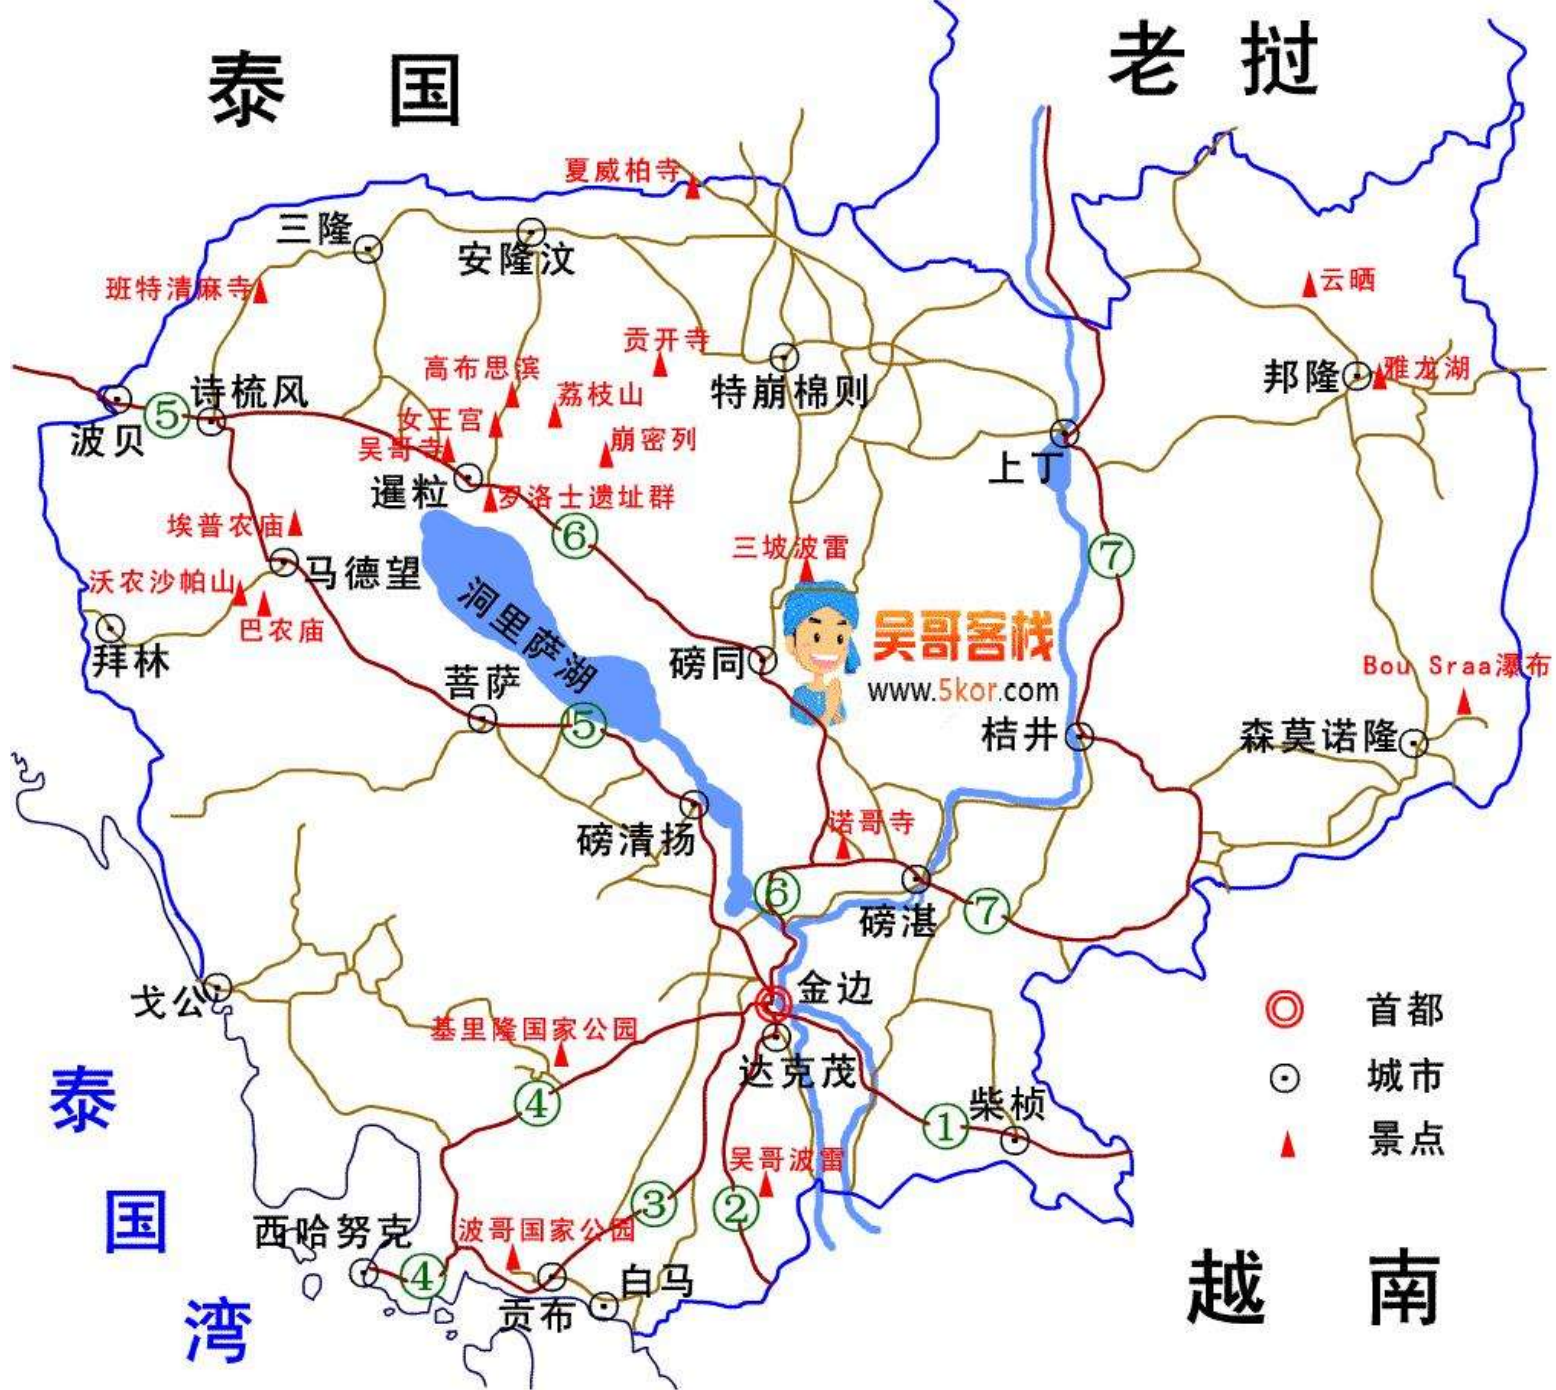 泰国
老挝
夏威柏寺
三隆
安隆汶
班特清麻寺
云晒
贡开寺
高布思滨
荔枝山
特崩棉则
邦隆
雅龙湖
诗梳风
⑤
波贝
女王宫
吴哥寺
崩密列
暹粒
罗洛士遗址群
上丁
埃普农庙
⑥
三坡波雷
⑦
马德望
沃农沙帕山
巴农庙
洞里萨湖
吴哥客栈
www.5kor.com
拜林
菩萨
磅同
Bou Sraa瀑布
⑤
桔井
森莫诺隆
磅清扬
诺哥寺
⑥
磅湛
⑦
戈公
金边
首都
基里隆国家公园
达克茂
城市
泰国湾
④
①
柴桢
景点
吴哥波雷
③
②
西哈努克
波哥国家公园
④
贡布
白马
越南